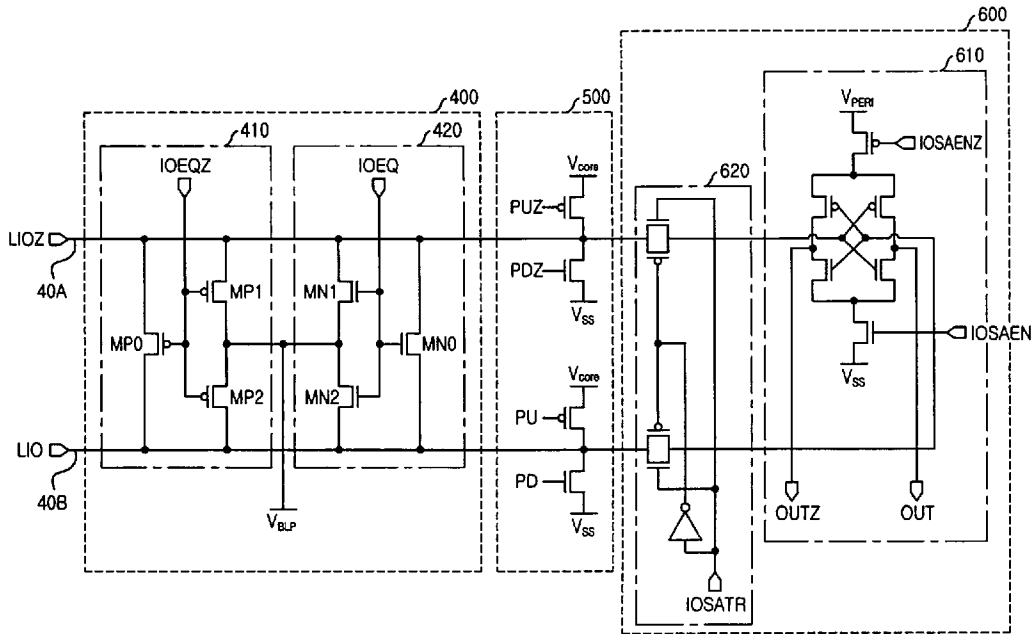 600
610
400
500
410
420
V_PERI
IOEQZ
IOEQ
IOSAENZ
V_core
620
PUZ
LIOZ
40A
PDZ
MP1
MN1
V_SS
MP0
MN0
IOSAEN
MP2
MN2
V_core
V_SS
PU
LIO
40B
PD
V_BLP
V_SS
OUTZ
OUT
IOSATR